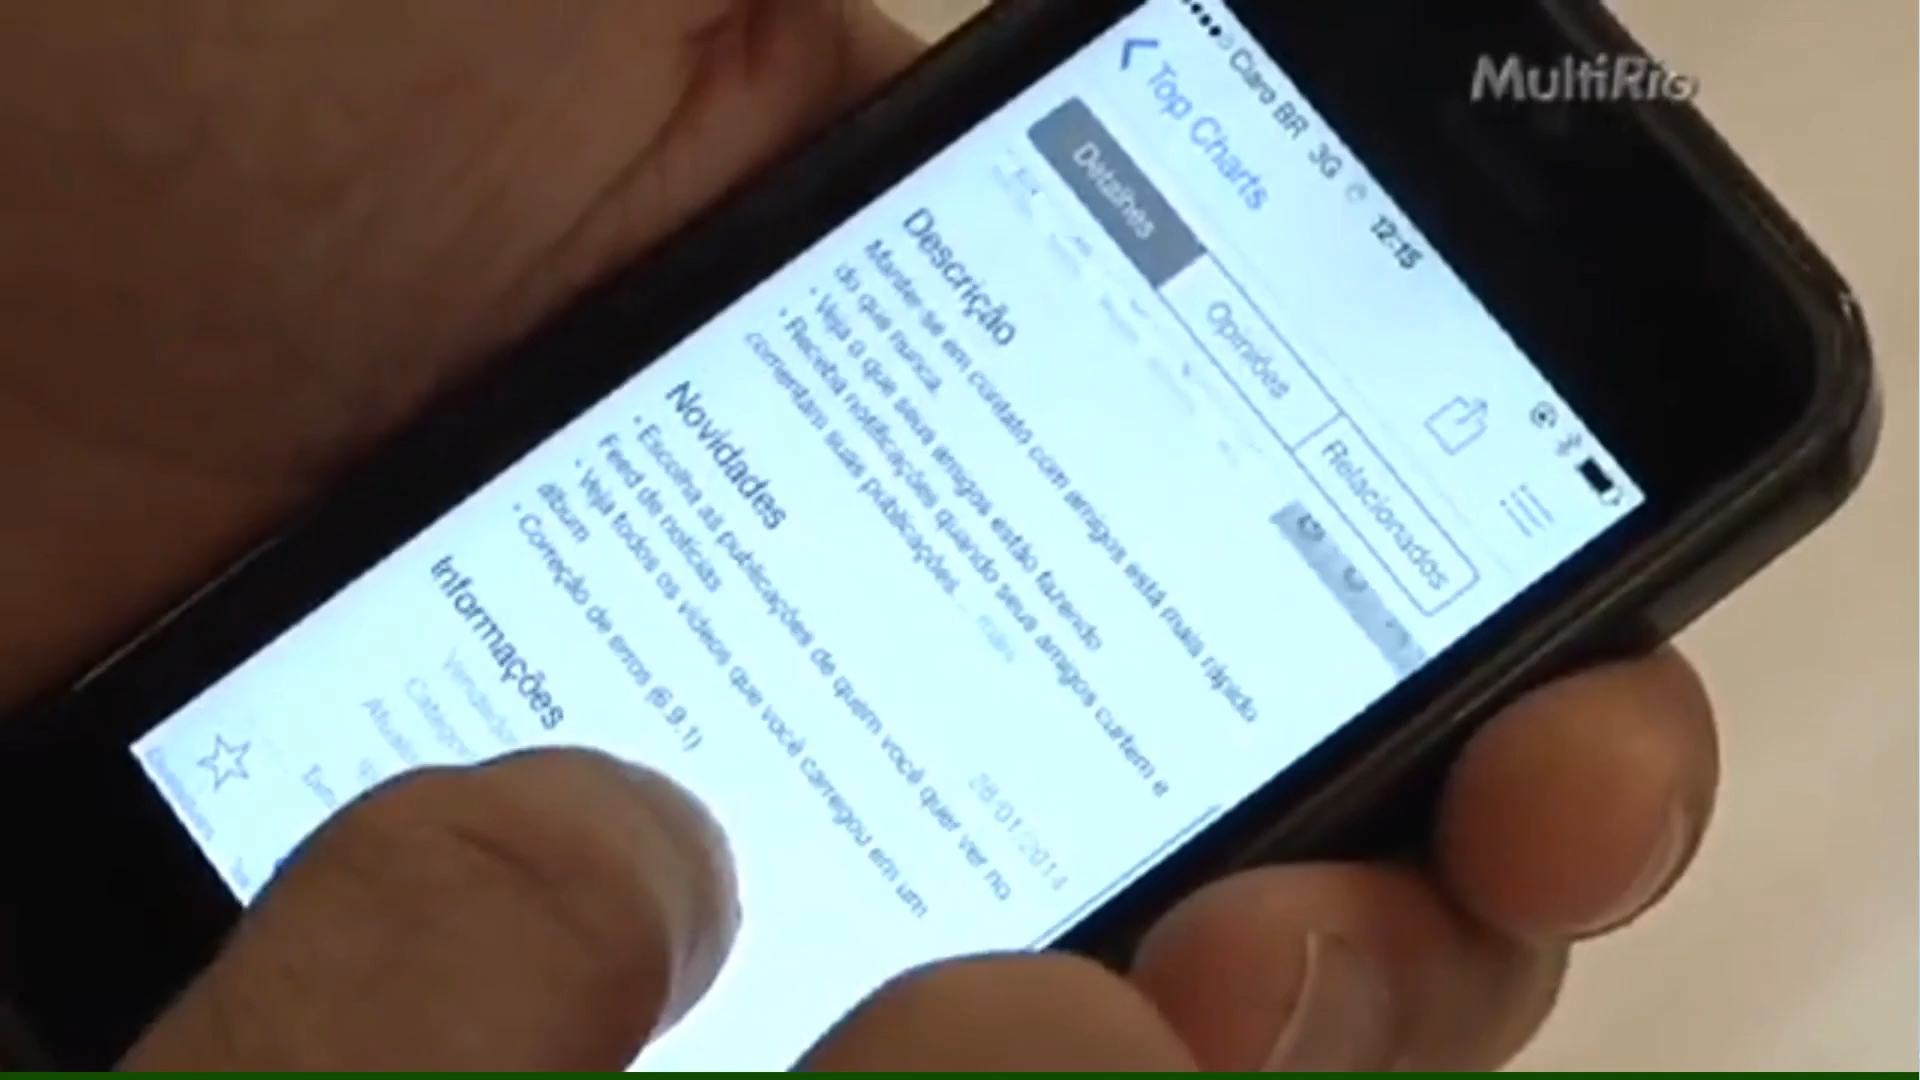 MultiRio
Claro BR 3G 12:15
Top Charts
Detalhes Opiniões Relacionados
Descrição
Manter-se em contato com amigos está mais rápido
do que nunca.
• Veja o que seus amigos estão fazendo
• Receba notificações quando seus amigos curtem e
comentam suas publicações. ... mais
Novidades 28/01/2014
• Escolha as publicações de quem você quer ver no
Feed de notícias
• Veja todos os vídeos que você carregou em um
álbum
• Correção de erros (6.9.1)
Informações
Vendedor
Categoria